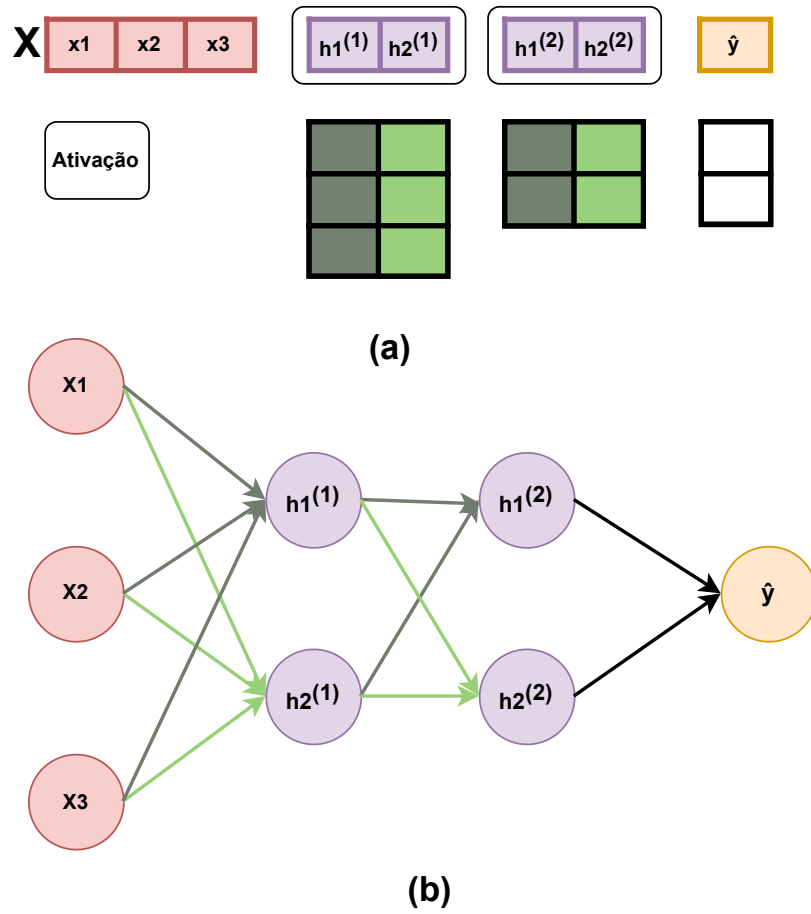 X x1 x2 x3 h1(1) h2(1) h1(2) h2(2) ŷ
Ativação
(a)
X1
h1(1) h1(2)
X2 ŷ
h2(1) h2(2)
X3
(b)